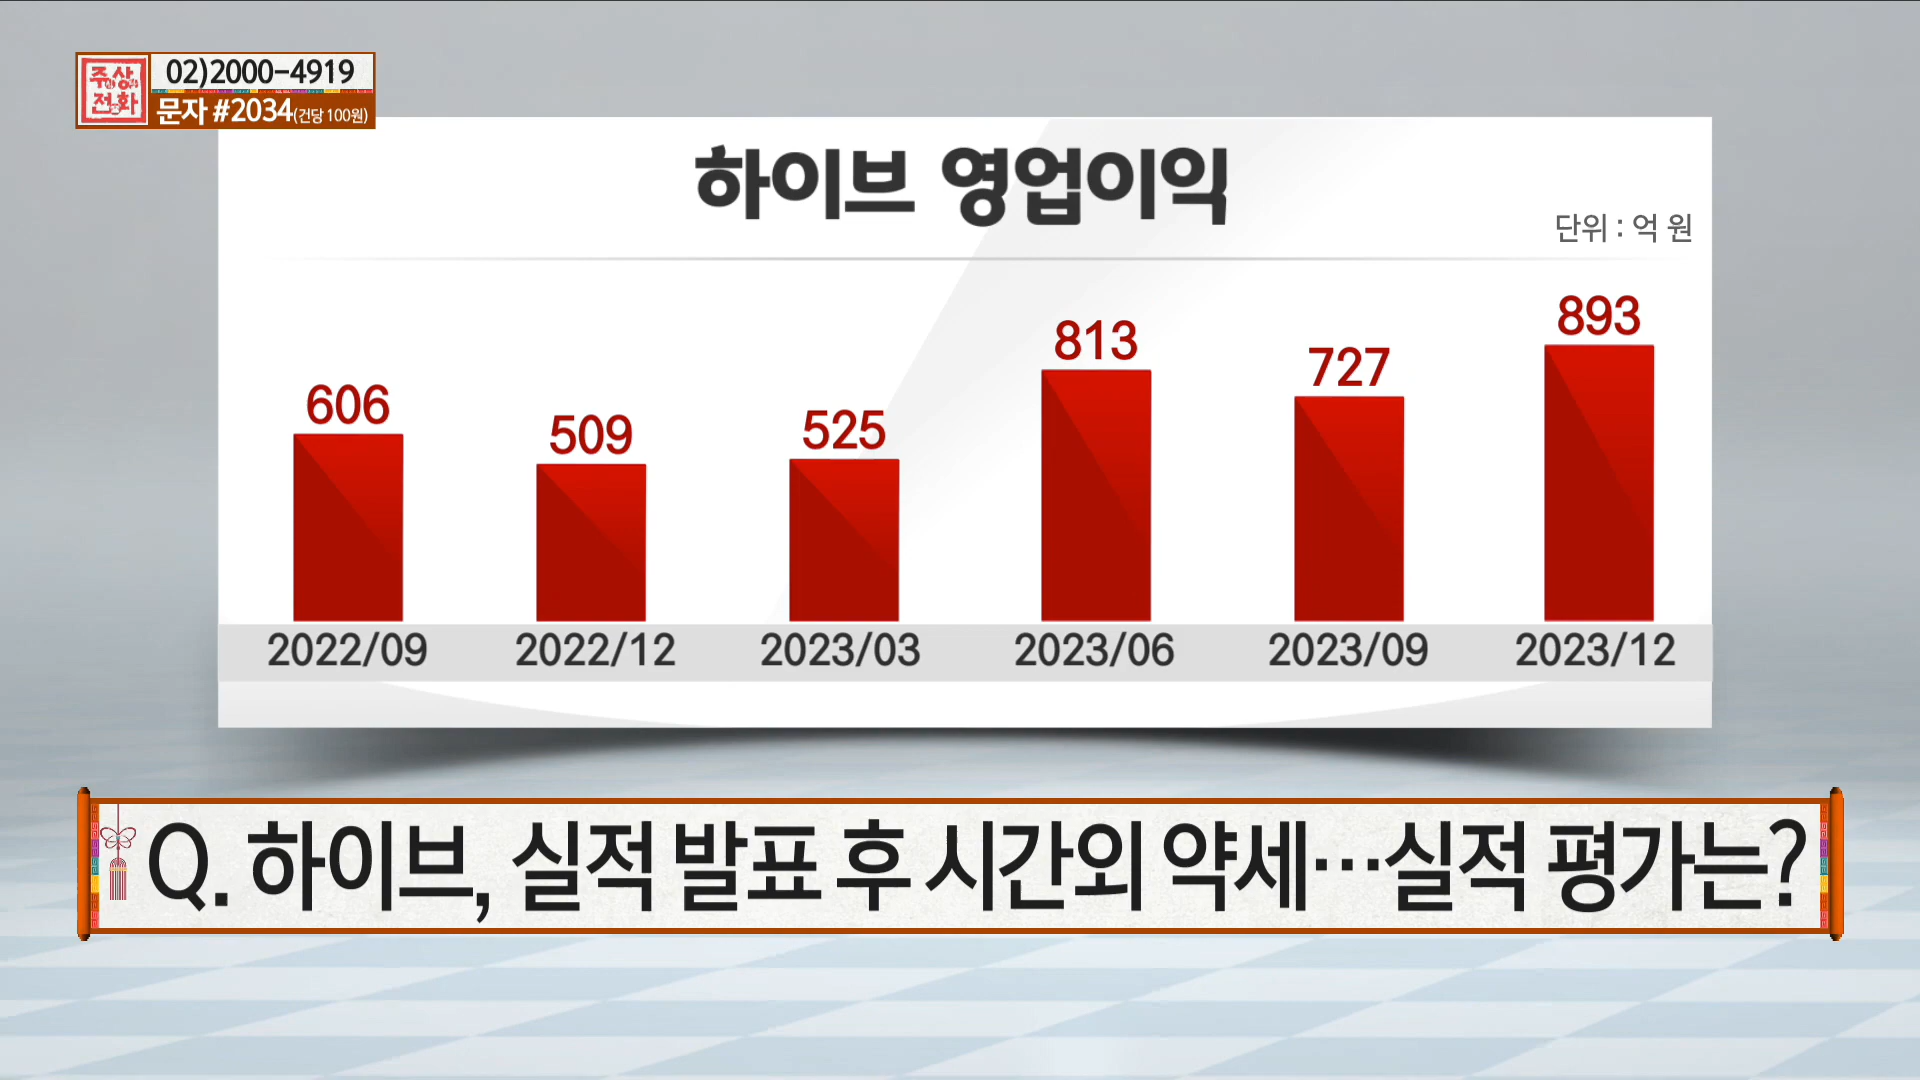 주상
전화
02)2000-4919
문자 #2034(건당 100원)
하이브 영업이익
단위 : 억 원
606
509
525
813
727
893
2022/09
2022/12
2023/03
2023/06
2023/09
2023/12
Q. 하이브, 실적 발표 후 시간외 약세…실적 평가는?